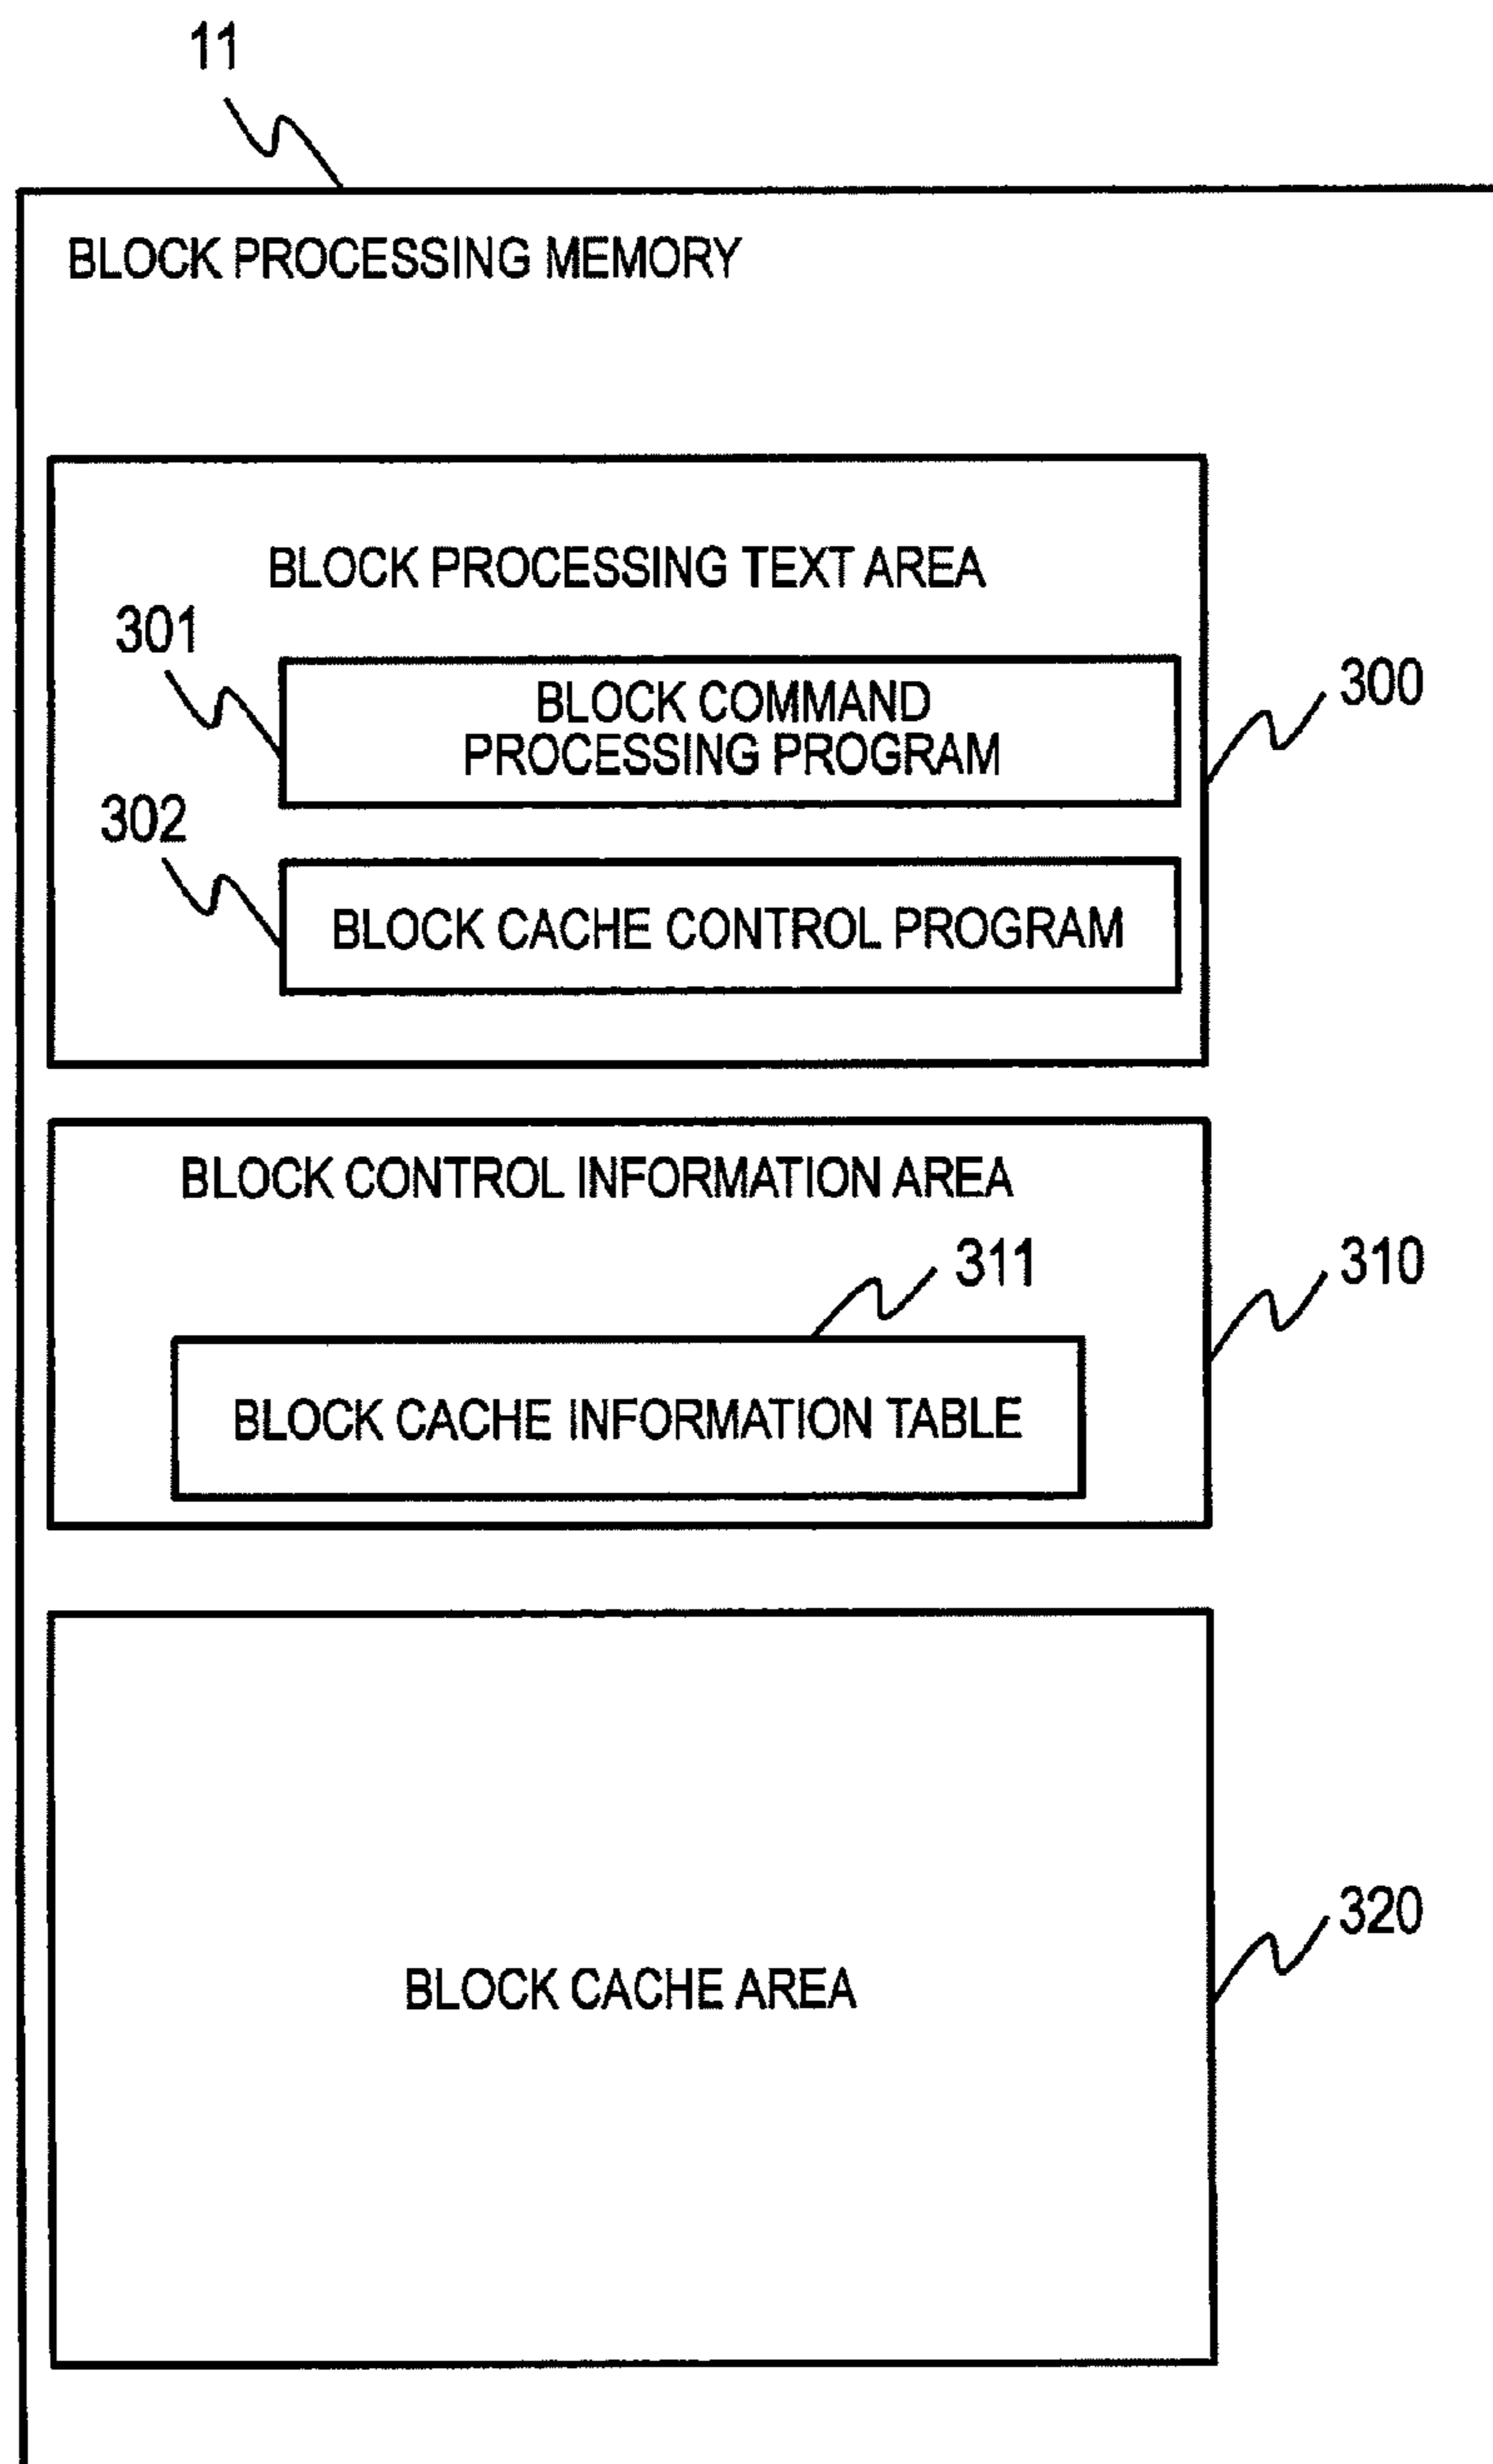 11
BLOCK PROCESSING MEMORY
BLOCK PROCESSING TEXT AREA
301
BLOCK COMMAND
PROCESSING PROGRAM
300
302
BLOCK CACHE CONTROL PROGRAM
BLOCK CONTROL INFORMATION AREA
311
310
BLOCK CACHE INFORMATION TABLE
320
BLOCK CACHE AREA